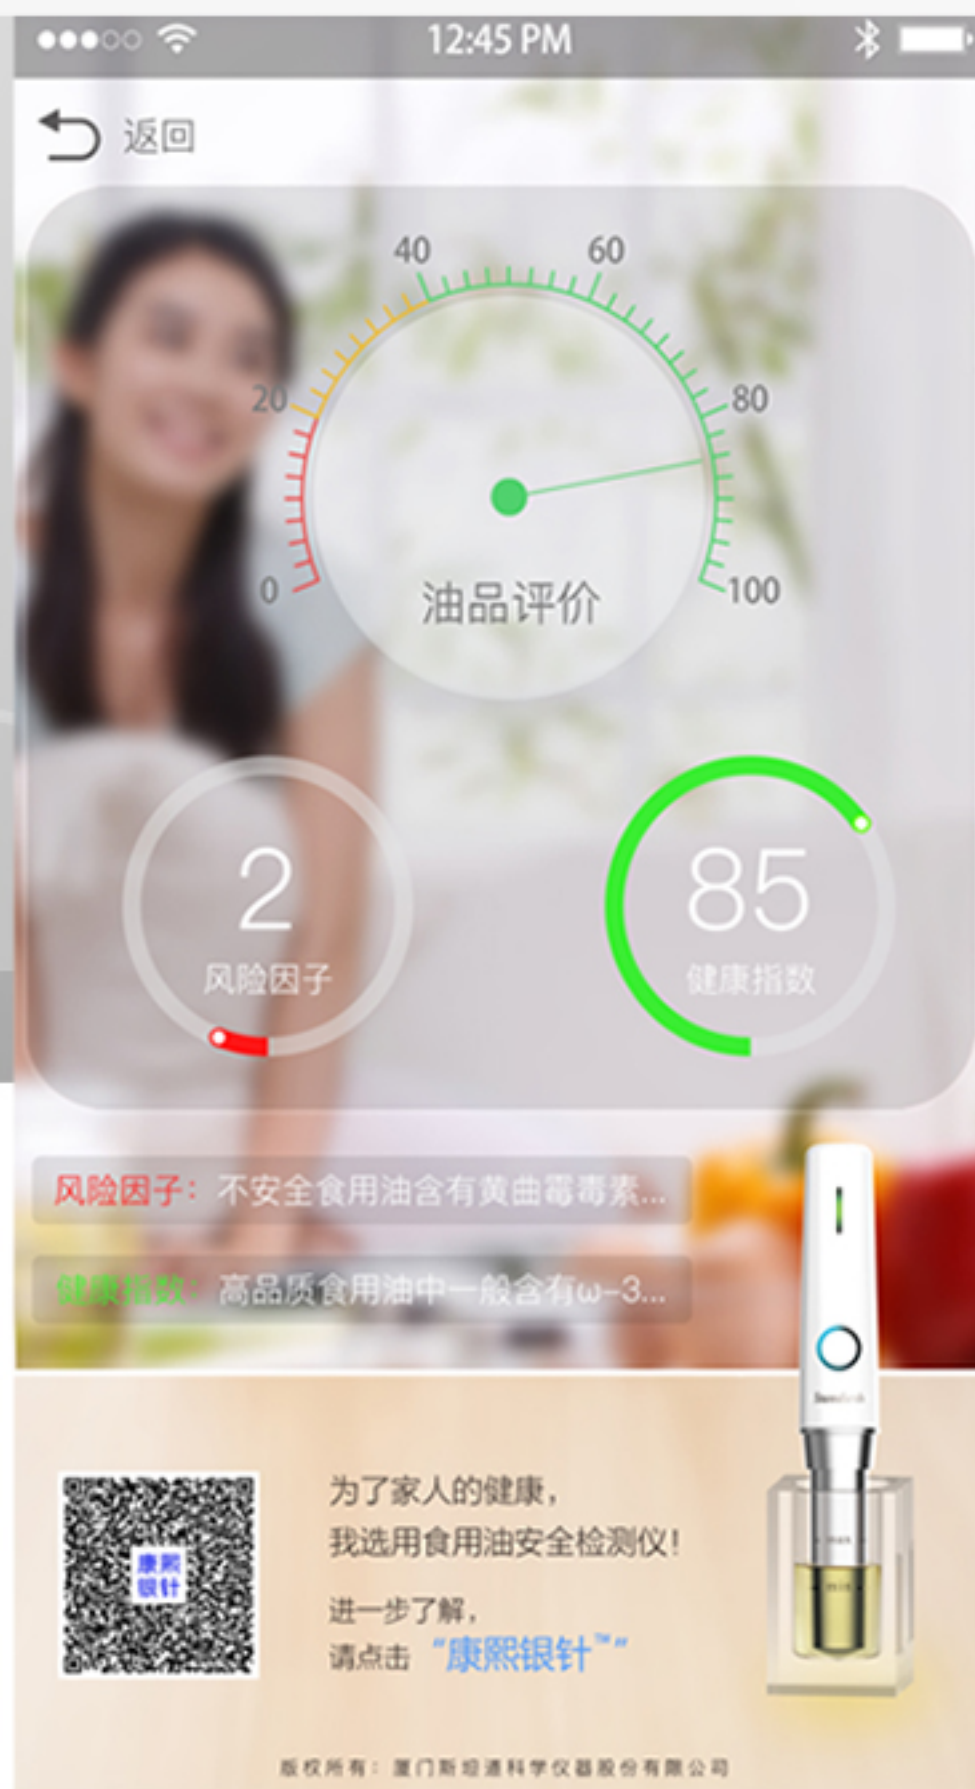 12:45 PM
返回
40
60
20
80
0
100
油品评价
2
风险因子
85
健康指数
风险因子：不安全食用油含有黄曲霉毒素...
健康指数：高品质食用油中一般含有ω-3...
为了家人的健康，
我选用食用油安全检测仪！
进一步了解，
请点击 “康熙银针™”
康熙
银针
版权所有：厦门斯坦道科学仪器股份有限公司